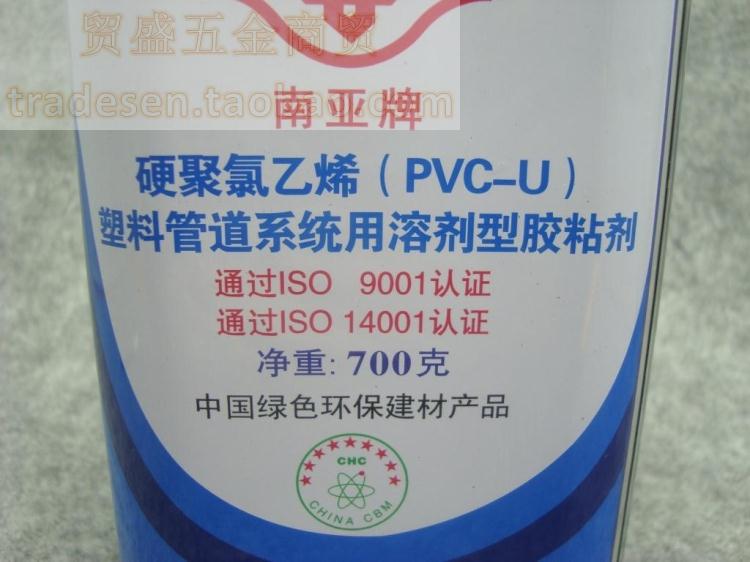 贸盛五金商贸
tradesen.taobao.com
南亚牌
硬聚氯乙烯（PVC-U）
塑料管道系统用溶剂型胶粘剂
通过ISO 9001认证
通过ISO 14001认证
净重: 700克
中国绿色环保建材产品
CHC
CHINA CBM